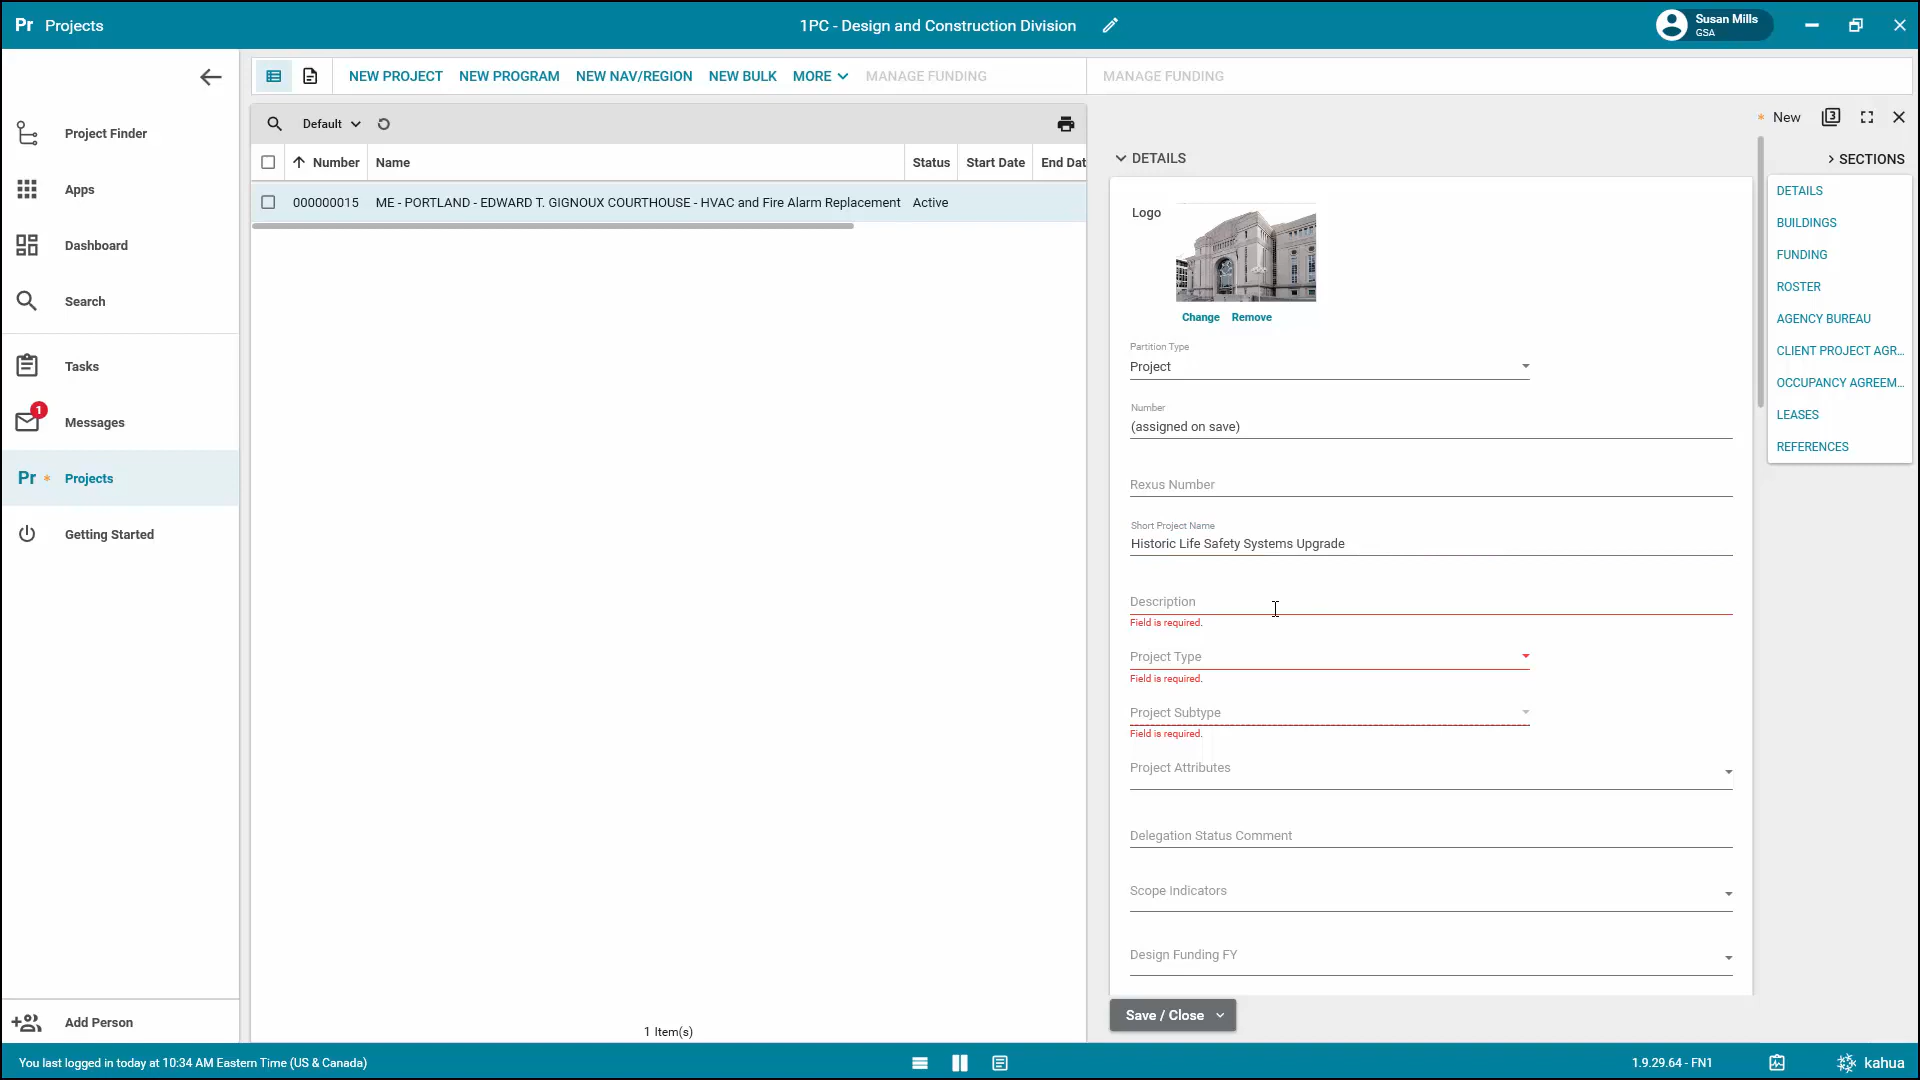 Pr Projects
1PC - Design and Construction Division
Susan Mills
GSA
Project Finder
Apps
Dashboard
Search
Tasks
1
Messages
Pr * Projects
Getting Started
Add Person
NEW PROJECT NEW PROGRAM NEW NAV/REGION NEW BULK MORE MANAGE FUNDING
Default
Number Name Status Start Date End Dat
000000015 ME - PORTLAND - EDWARD T. GIGNOUX COURTHOUSE - HVAC and Fire Alarm Replacement Active
1 Item(s)
MANAGE FUNDING
* New 3
DETAILS
Logo
Change Remove
Partition Type
Project
Number
(assigned on save)
Rexus Number
Short Project Name
Historic Life Safety Systems Upgrade
Description
Field is required.
Project Type
Field is required.
Project Subtype
Field is required.
Project Attributes
Delegation Status Comment
Scope Indicators
Design Funding FY
Save / Close
SECTIONS
DETAILS
BUILDINGS
FUNDING
ROSTER
AGENCY BUREAU
CLIENT PROJECT AGR...
OCCUPANCY AGREEM...
LEASES
REFERENCES
You last logged in today at 10:34 AM Eastern Time (US & Canada)
1.9.29.64 - FN1
kahua